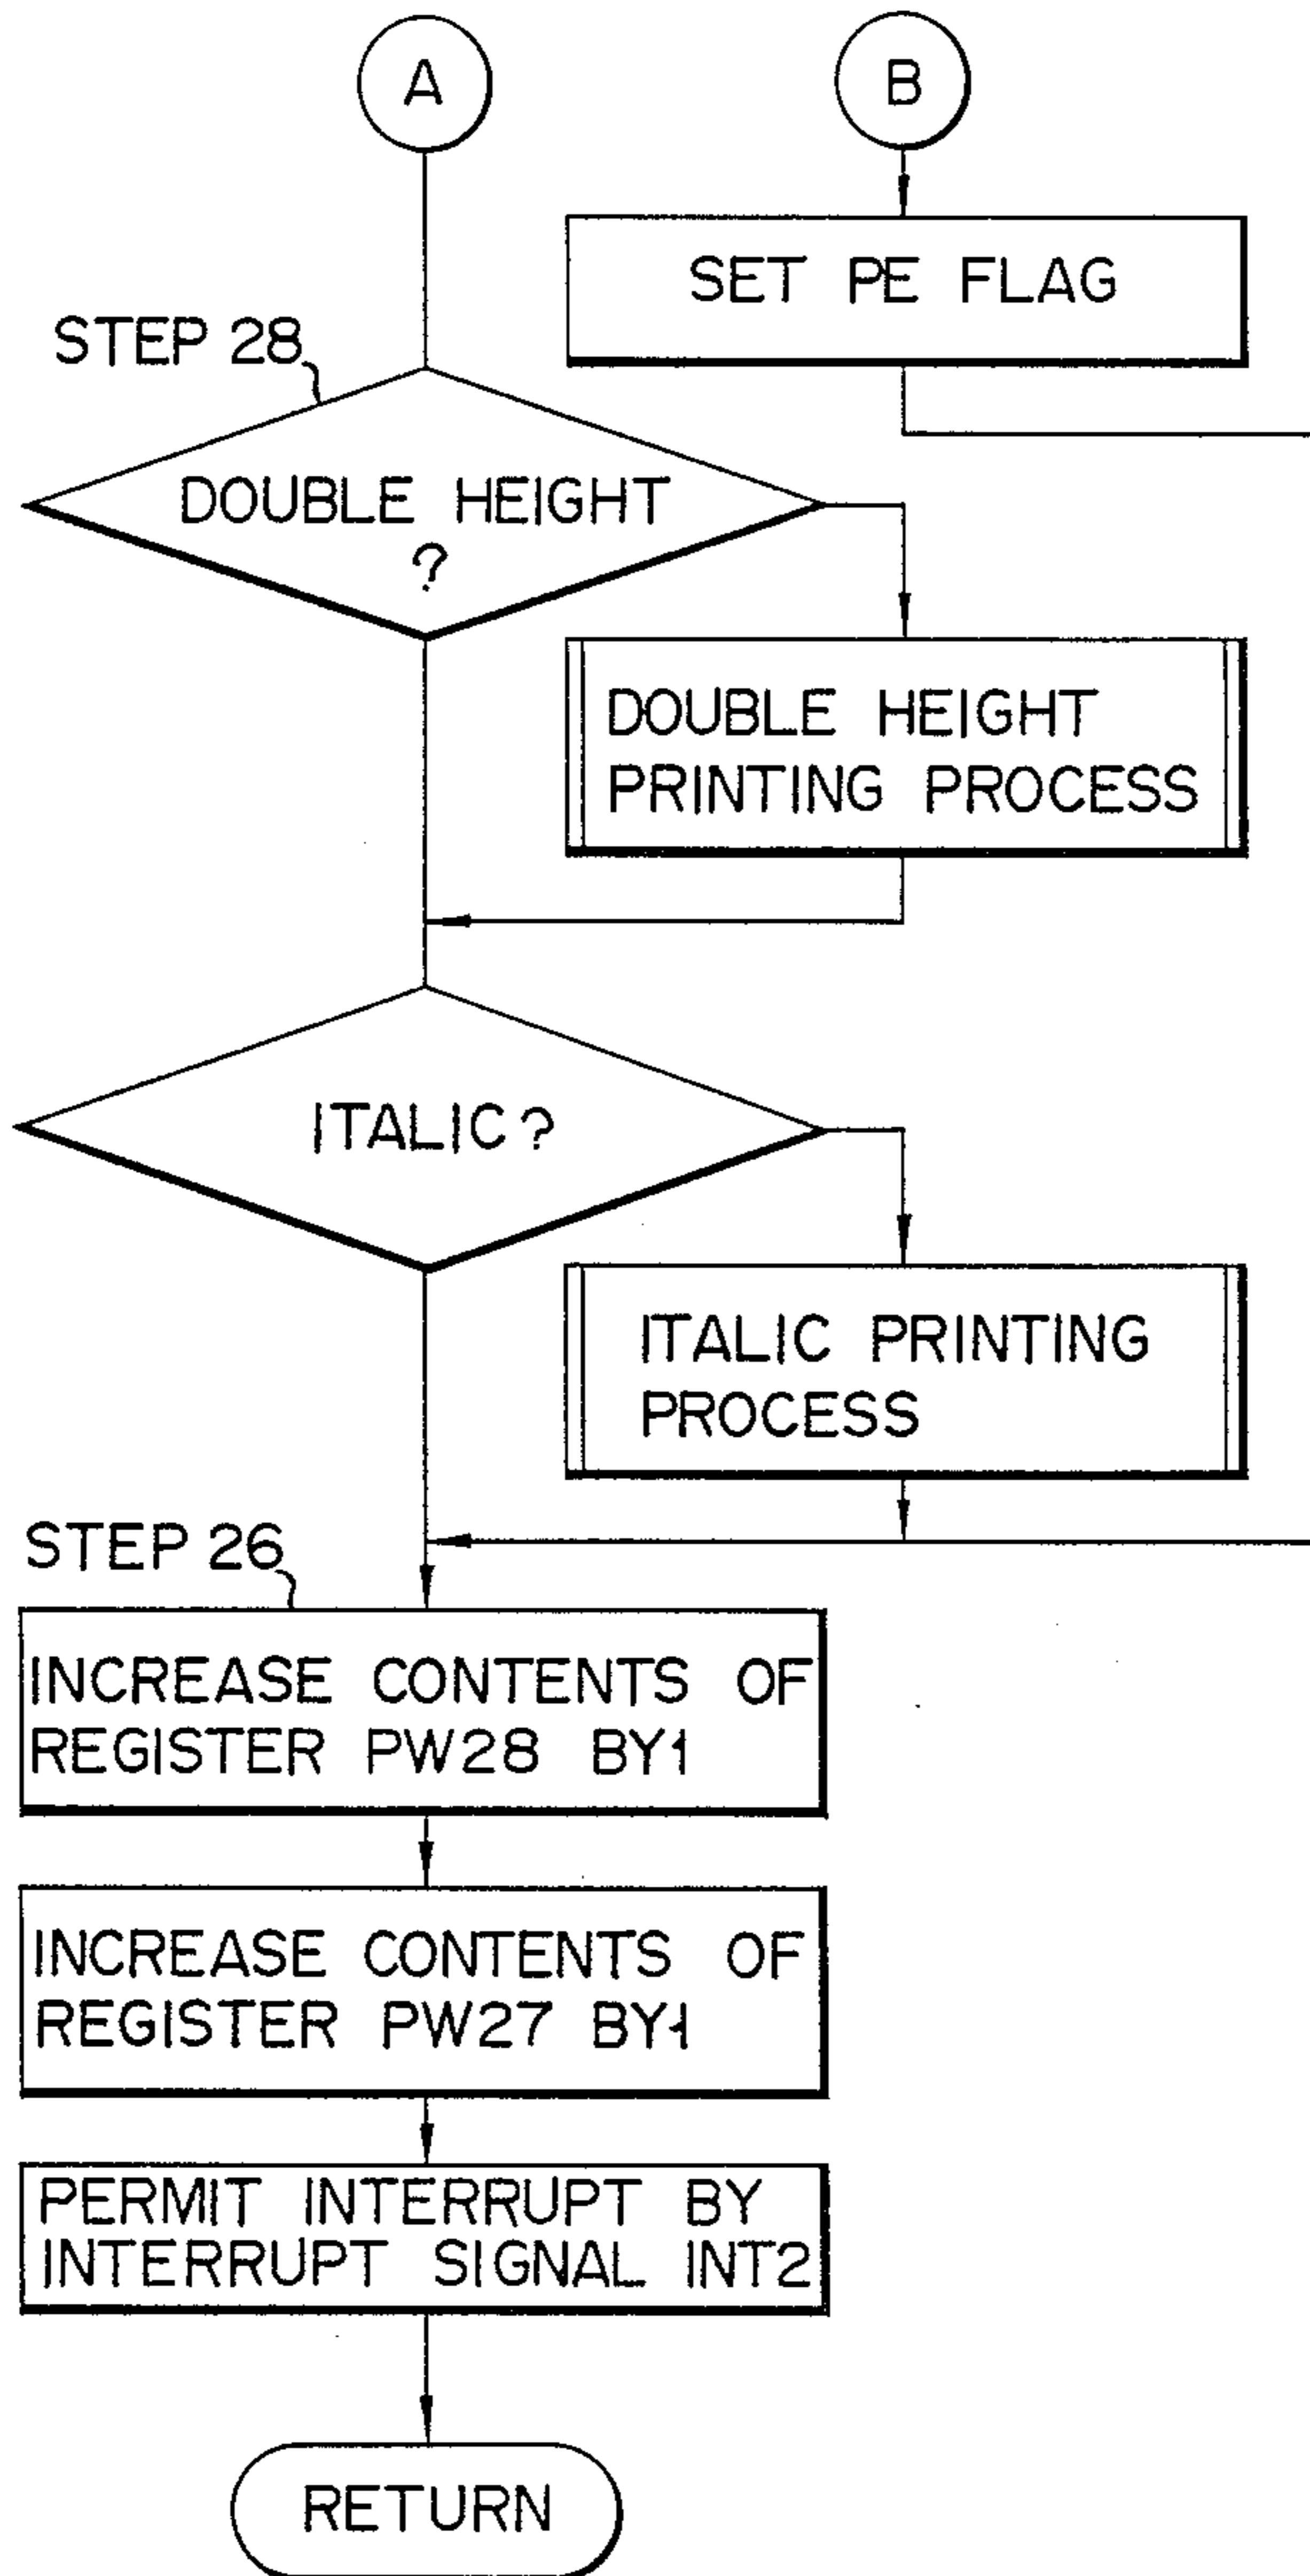 A
B
SET PE FLAG
STEP 28
DOUBLE HEIGHT
?
DOUBLE HEIGHT
PRINTING PROCESS
ITALIC?
ITALIC PRINTING
PROCESS
STEP 26
INCREASE CONTENTS OF
REGISTER PW28 BY1
INCREASE CONTENTS OF
REGISTER PW27 BY1
PERMIT INTERRUPT BY
INTERRUPT SIGNAL INT2
RETURN